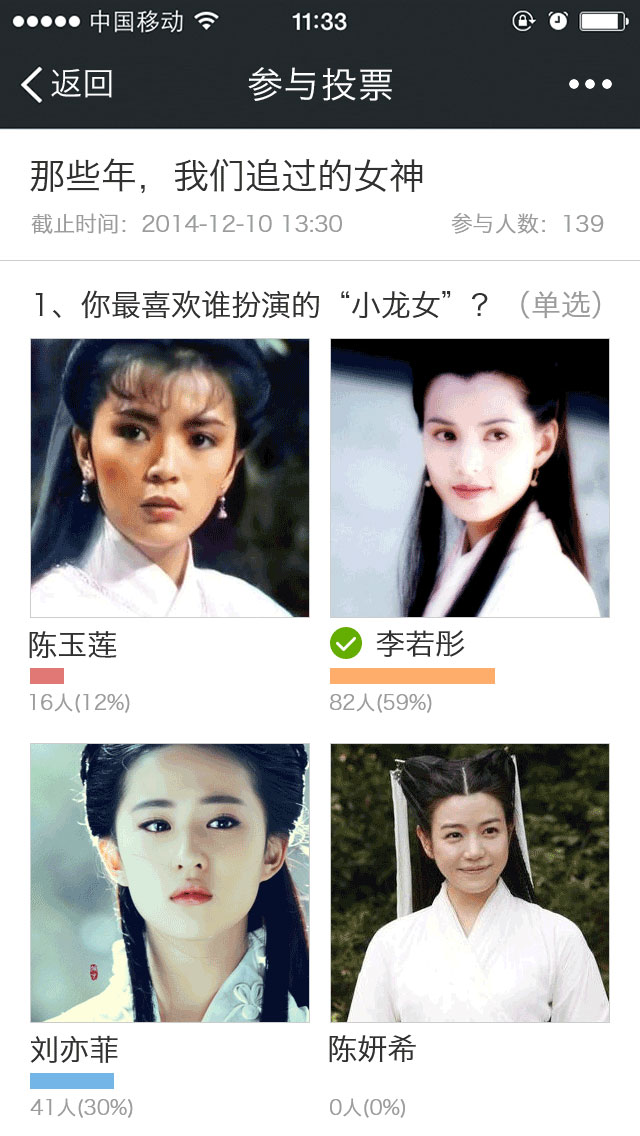 中国移动 11:33
返回 参与投票
那些年，我们追过的女神
截止时间：2014-12-10 13:30 参与人数：139
1、你最喜欢谁扮演的“小龙女”？（单选）
陈玉莲 李若彤
16人(12%) 82人(59%)
刘亦菲 陈妍希
41人(30%) 0人(0%)